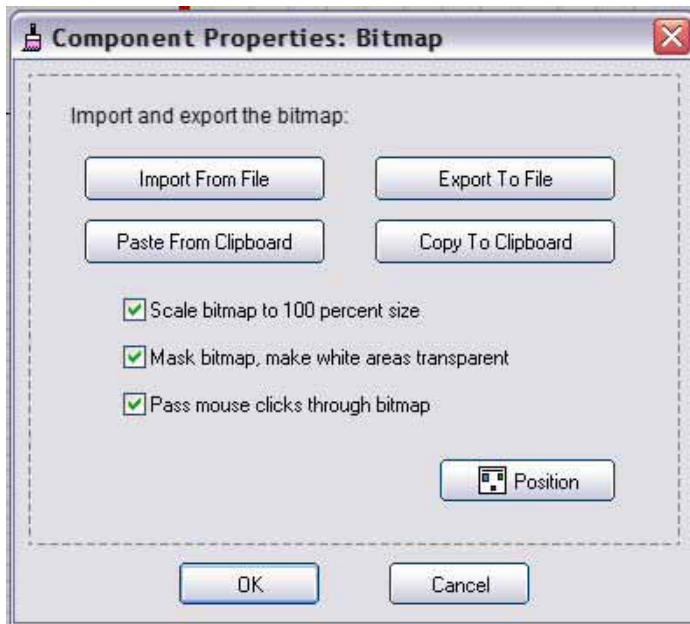 Component Properties: Bitmap
Import and export the bitmap:
Import From File
Export To File
Paste From Clipboard
Copy To Clipboard
Scale bitmap to 100 percent size
Mask bitmap, make white areas transparent
Pass mouse clicks through bitmap
Position
OK
Cancel